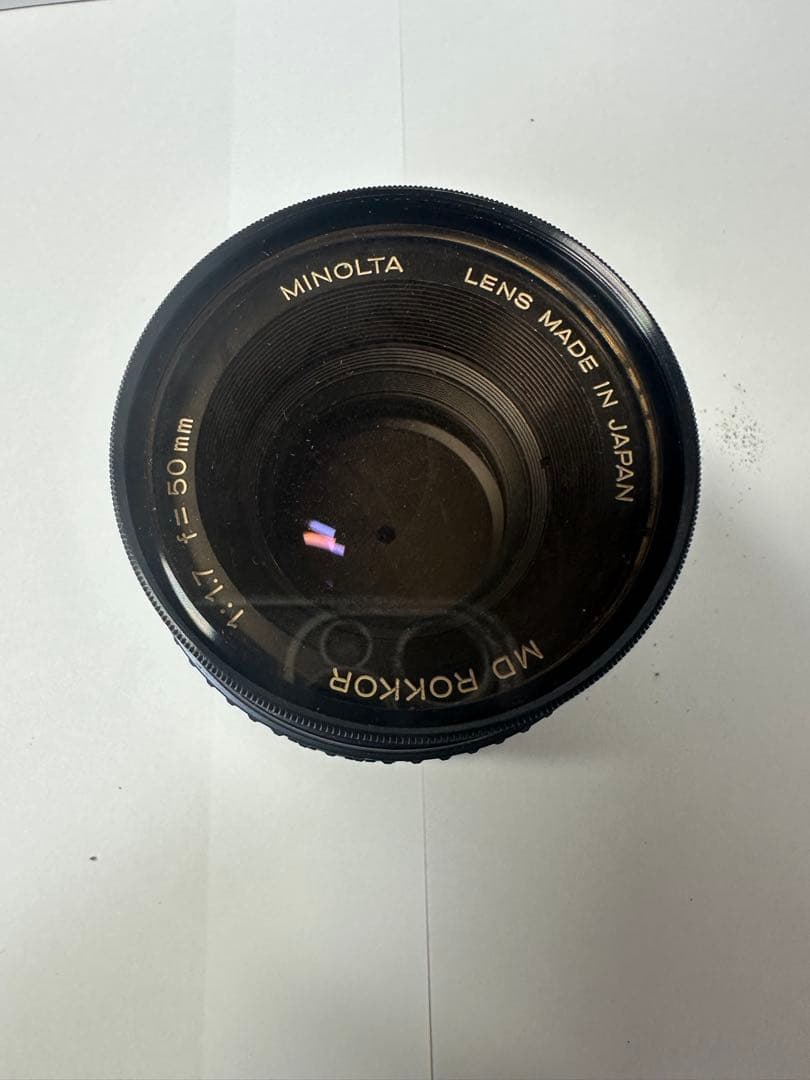 MINOLTA
LENS MADE IN JAPAN
MD ROKKOR
1:1.7 f=50mm